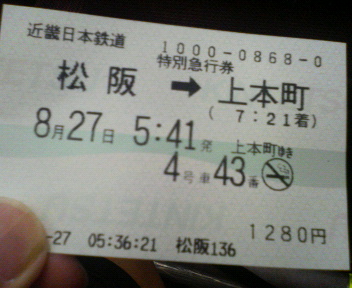 近畿日本鉄道 1000-0868-0
特別急行券
松阪 ➡ 上本町
( 7:21着)
8月27日 5:41発 上本町ゆき
4号車43番
1280円
-27 05:36:21 松阪136